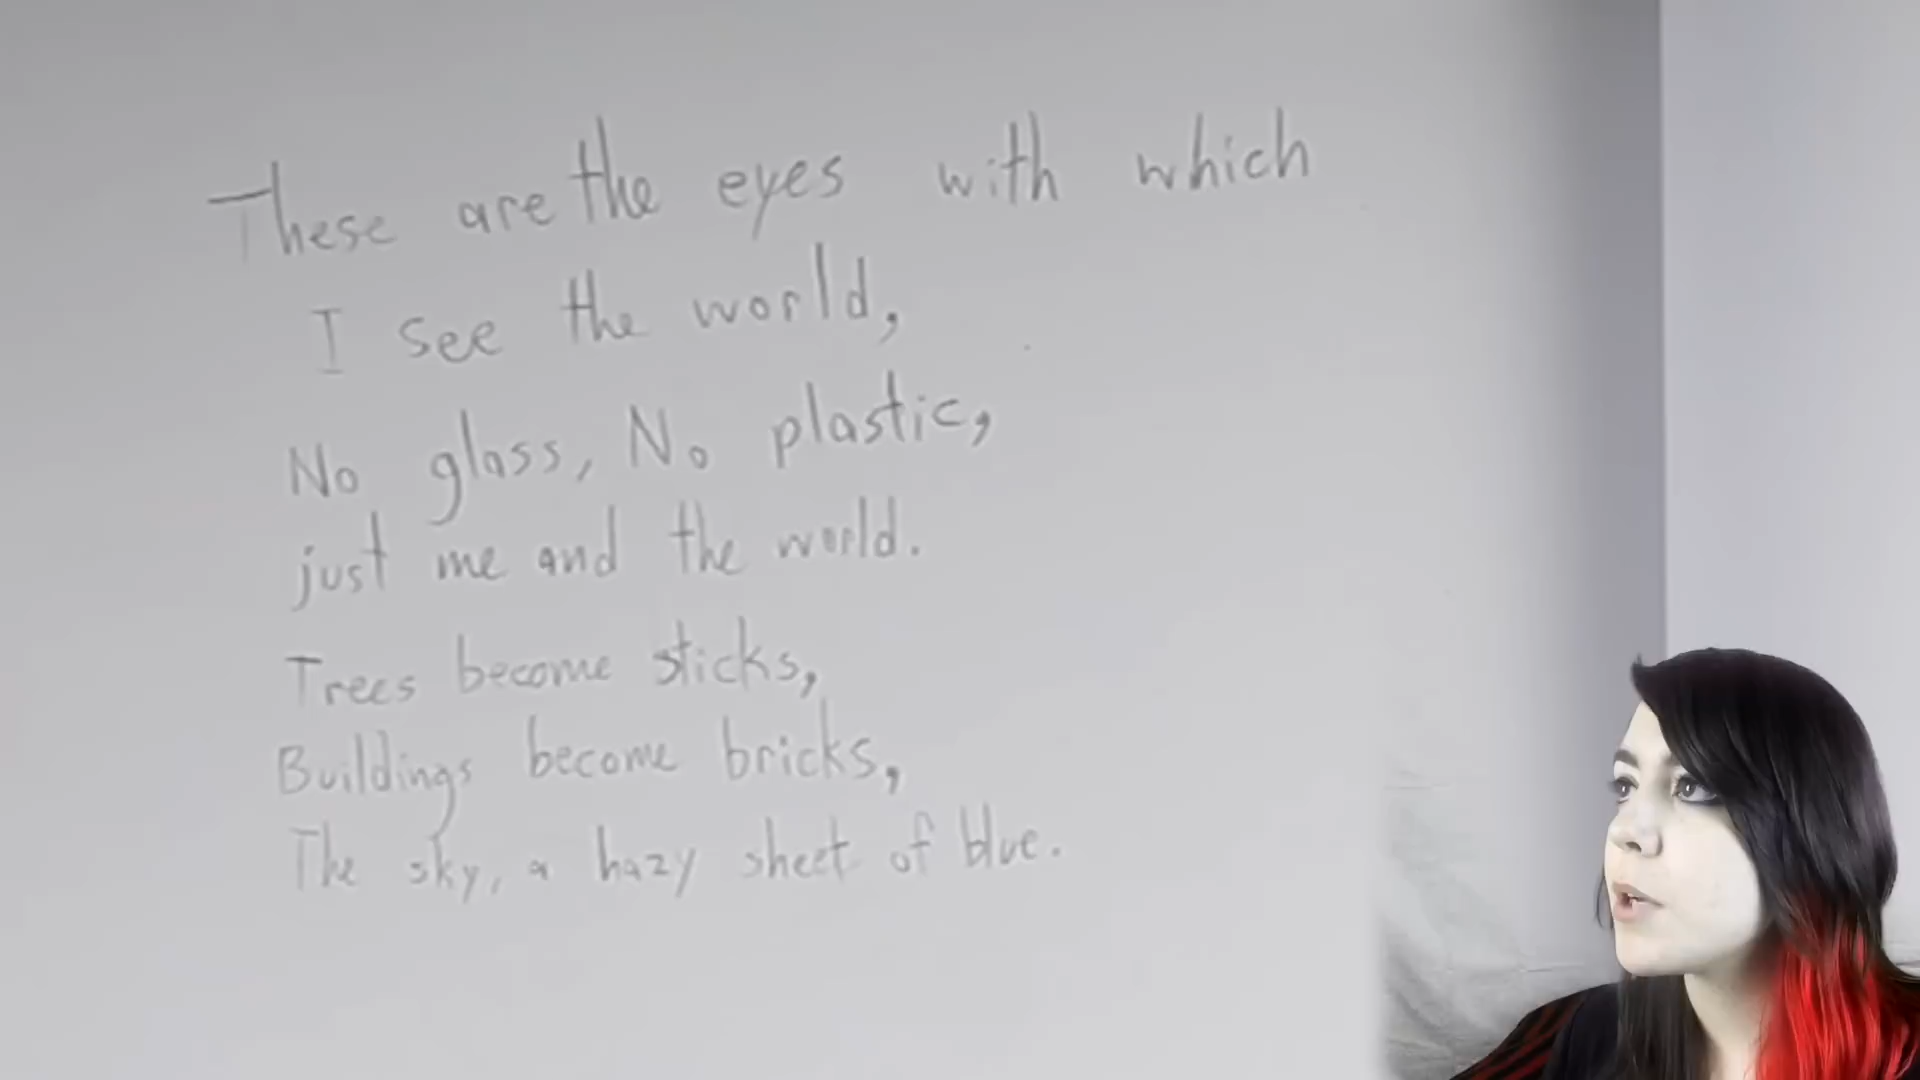 These are the eyes with which
I see the world,
No glass, No plastic,
just me and the world.
Trees become sticks,
Buildings become bricks,
The sky, a hazy sheet of blue.